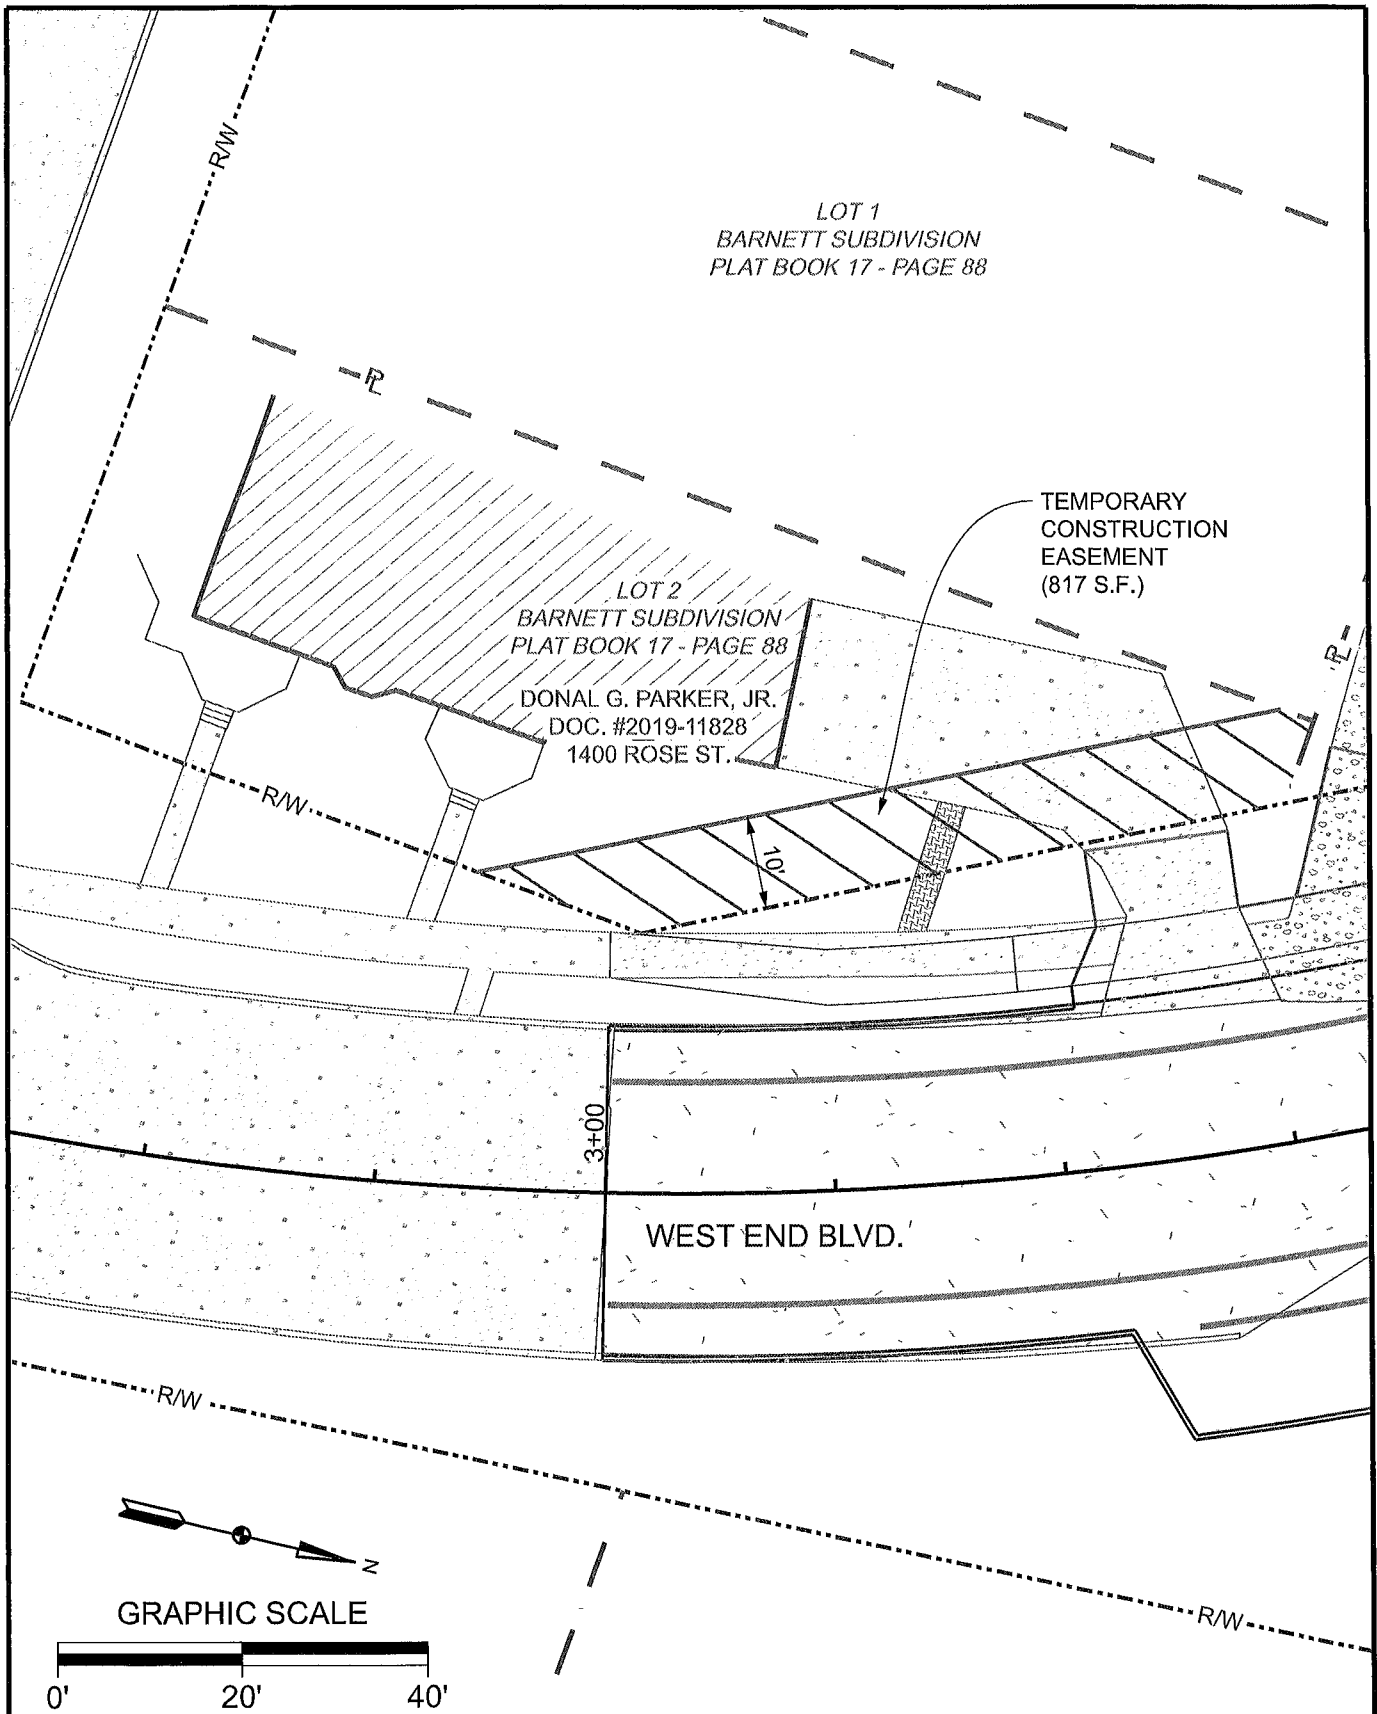 R/W
LOT 1
BARNETT SUBDIVISION
PLAT BOOK 17 - PAGE 88
PL
TEMPORARY
CONSTRUCTION
EASEMENT
(817 S.F.)
LOT 2
BARNETT SUBDIVISION
PLAT BOOK 17 - PAGE 88
PL
DONAL G. PARKER, JR.
DOC. #2019-11828
1400 ROSE ST.
R/W
10'
3+00
WEST END BLVD.
R/W
N
GRAPHIC SCALE
R/W
0' 20' 40'